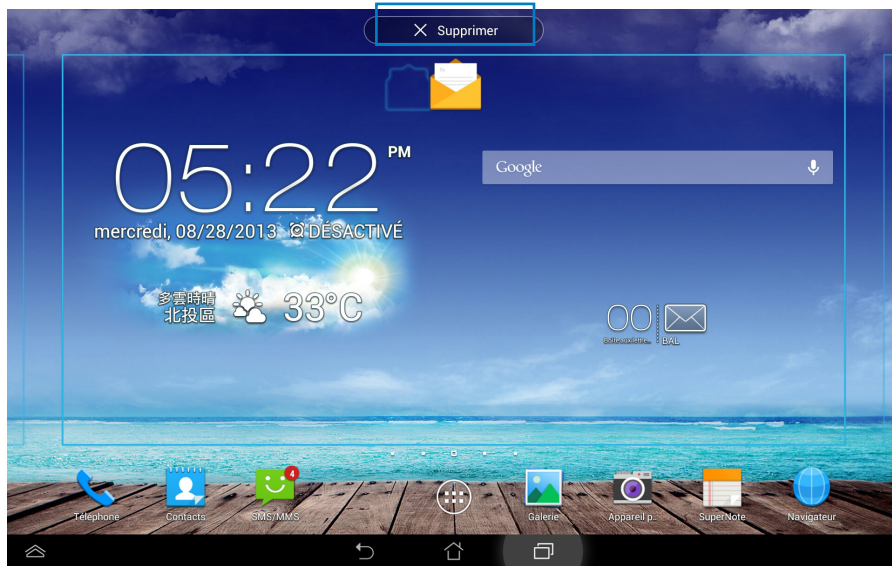 Supprimer
05:22 PM
mercredi, 08/28/2013 DÉSACTIVÉ
Google
多雲時晴
北投區
33°C
00
BAL
4
Téléphone
Contacts
SMS/MMS
Galerie
Appareil p..
SuperNote
Navigateur